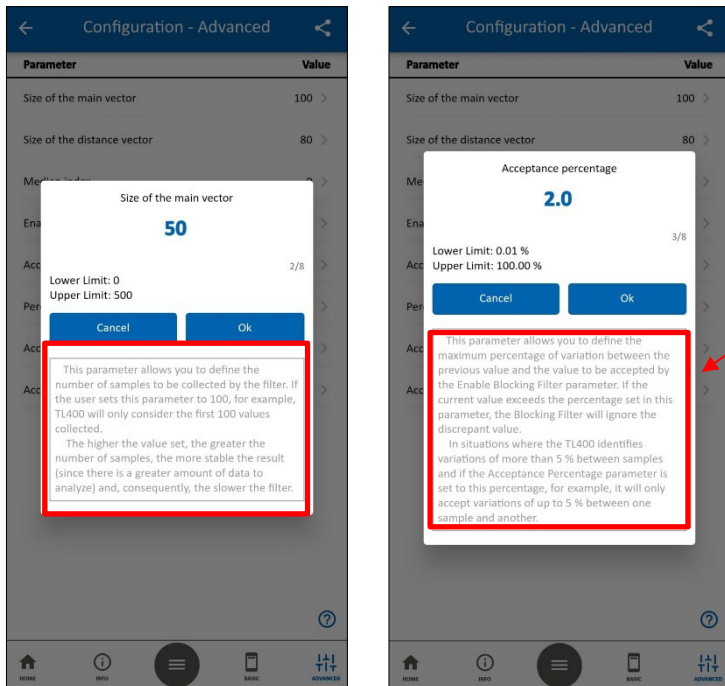 Configuration - Advanced
Parameter Value
Size of the main vector 100
Size of the distance vector 80
Size of the main vector
50
2/8
Lower Limit: 0
Upper Limit: 500
Cancel Ok
This parameter allows you to define the
number of samples to be collected by the filter. If
the user sets this parameter to 100, for example,
TL400 will only consider the first 100 values
collected.
The higher the value set, the greater the
number of samples, the more stable the result
(since there is a greater amount of data to
analyze) and, consequently, the slower the filter.
Ena
Acc
Per
Acc
Acc
HOME INFO BASIC ADVANCED
Configuration - Advanced
Parameter Value
Size of the main vector 100
Size of the distance vector 80
Me
Acceptance percentage
2.0
3/8
Lower Limit: 0.01 %
Upper Limit: 100.00 %
Cancel Ok
This parameter allows you to define the
maximum percentage of variation between the
previous value and the value to be accepted by
the Enable Blocking Filter parameter. If the
current value exceeds the percentage set in this
parameter, the Blocking Filter will ignore the
discrepant value.
In situations where the TL400 identifies
variations of more than 5 % between samples
and if the Acceptance Percentage parameter is
set to this percentage, for example, it will only
accept variations of up to 5 % between one
sample and another.
Ena
Acc
Per
Acc
Acc
HOME INFO BASIC ADVANCED